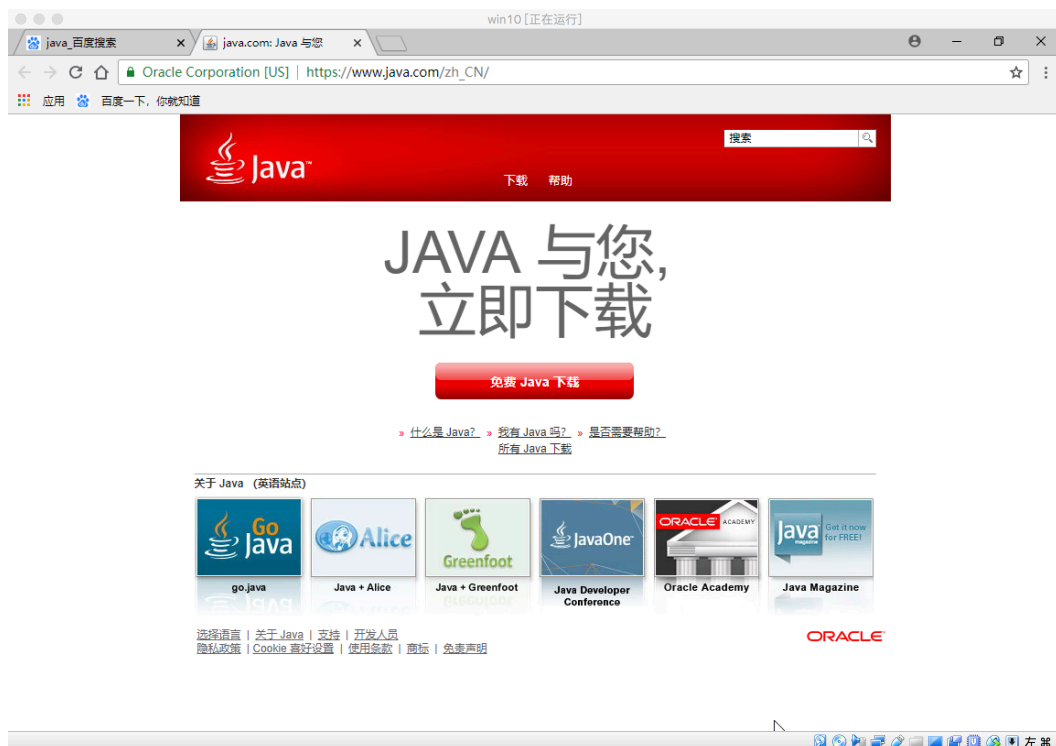 win10 [正在运行]
java_百度搜索
java.com: Java 与您
Oracle Corporation [US] | https://www.java.com/zh_CN/
应用 百度一下，你就知道
Java™
搜索
下载 帮助
JAVA 与您,
立即下载
免费 Java 下载
» 什么是 Java? » 我有 Java 吗? » 是否需要帮助?
所有 Java 下载
关于 Java (英语站点)
Go Java
Alice
Greenfoot
JavaOne
ORACLE ACADEMY
Java magazine Get it now for FREE!
go.java
Java + Alice
Java + Greenfoot
Java Developer
Conference
Oracle Academy
Java Magazine
选择语言 | 关于 Java | 支持 | 开发人员
隐私政策 | Cookie 喜好设置 | 使用条款 | 商标 | 免责声明
ORACLE
左 ⌘